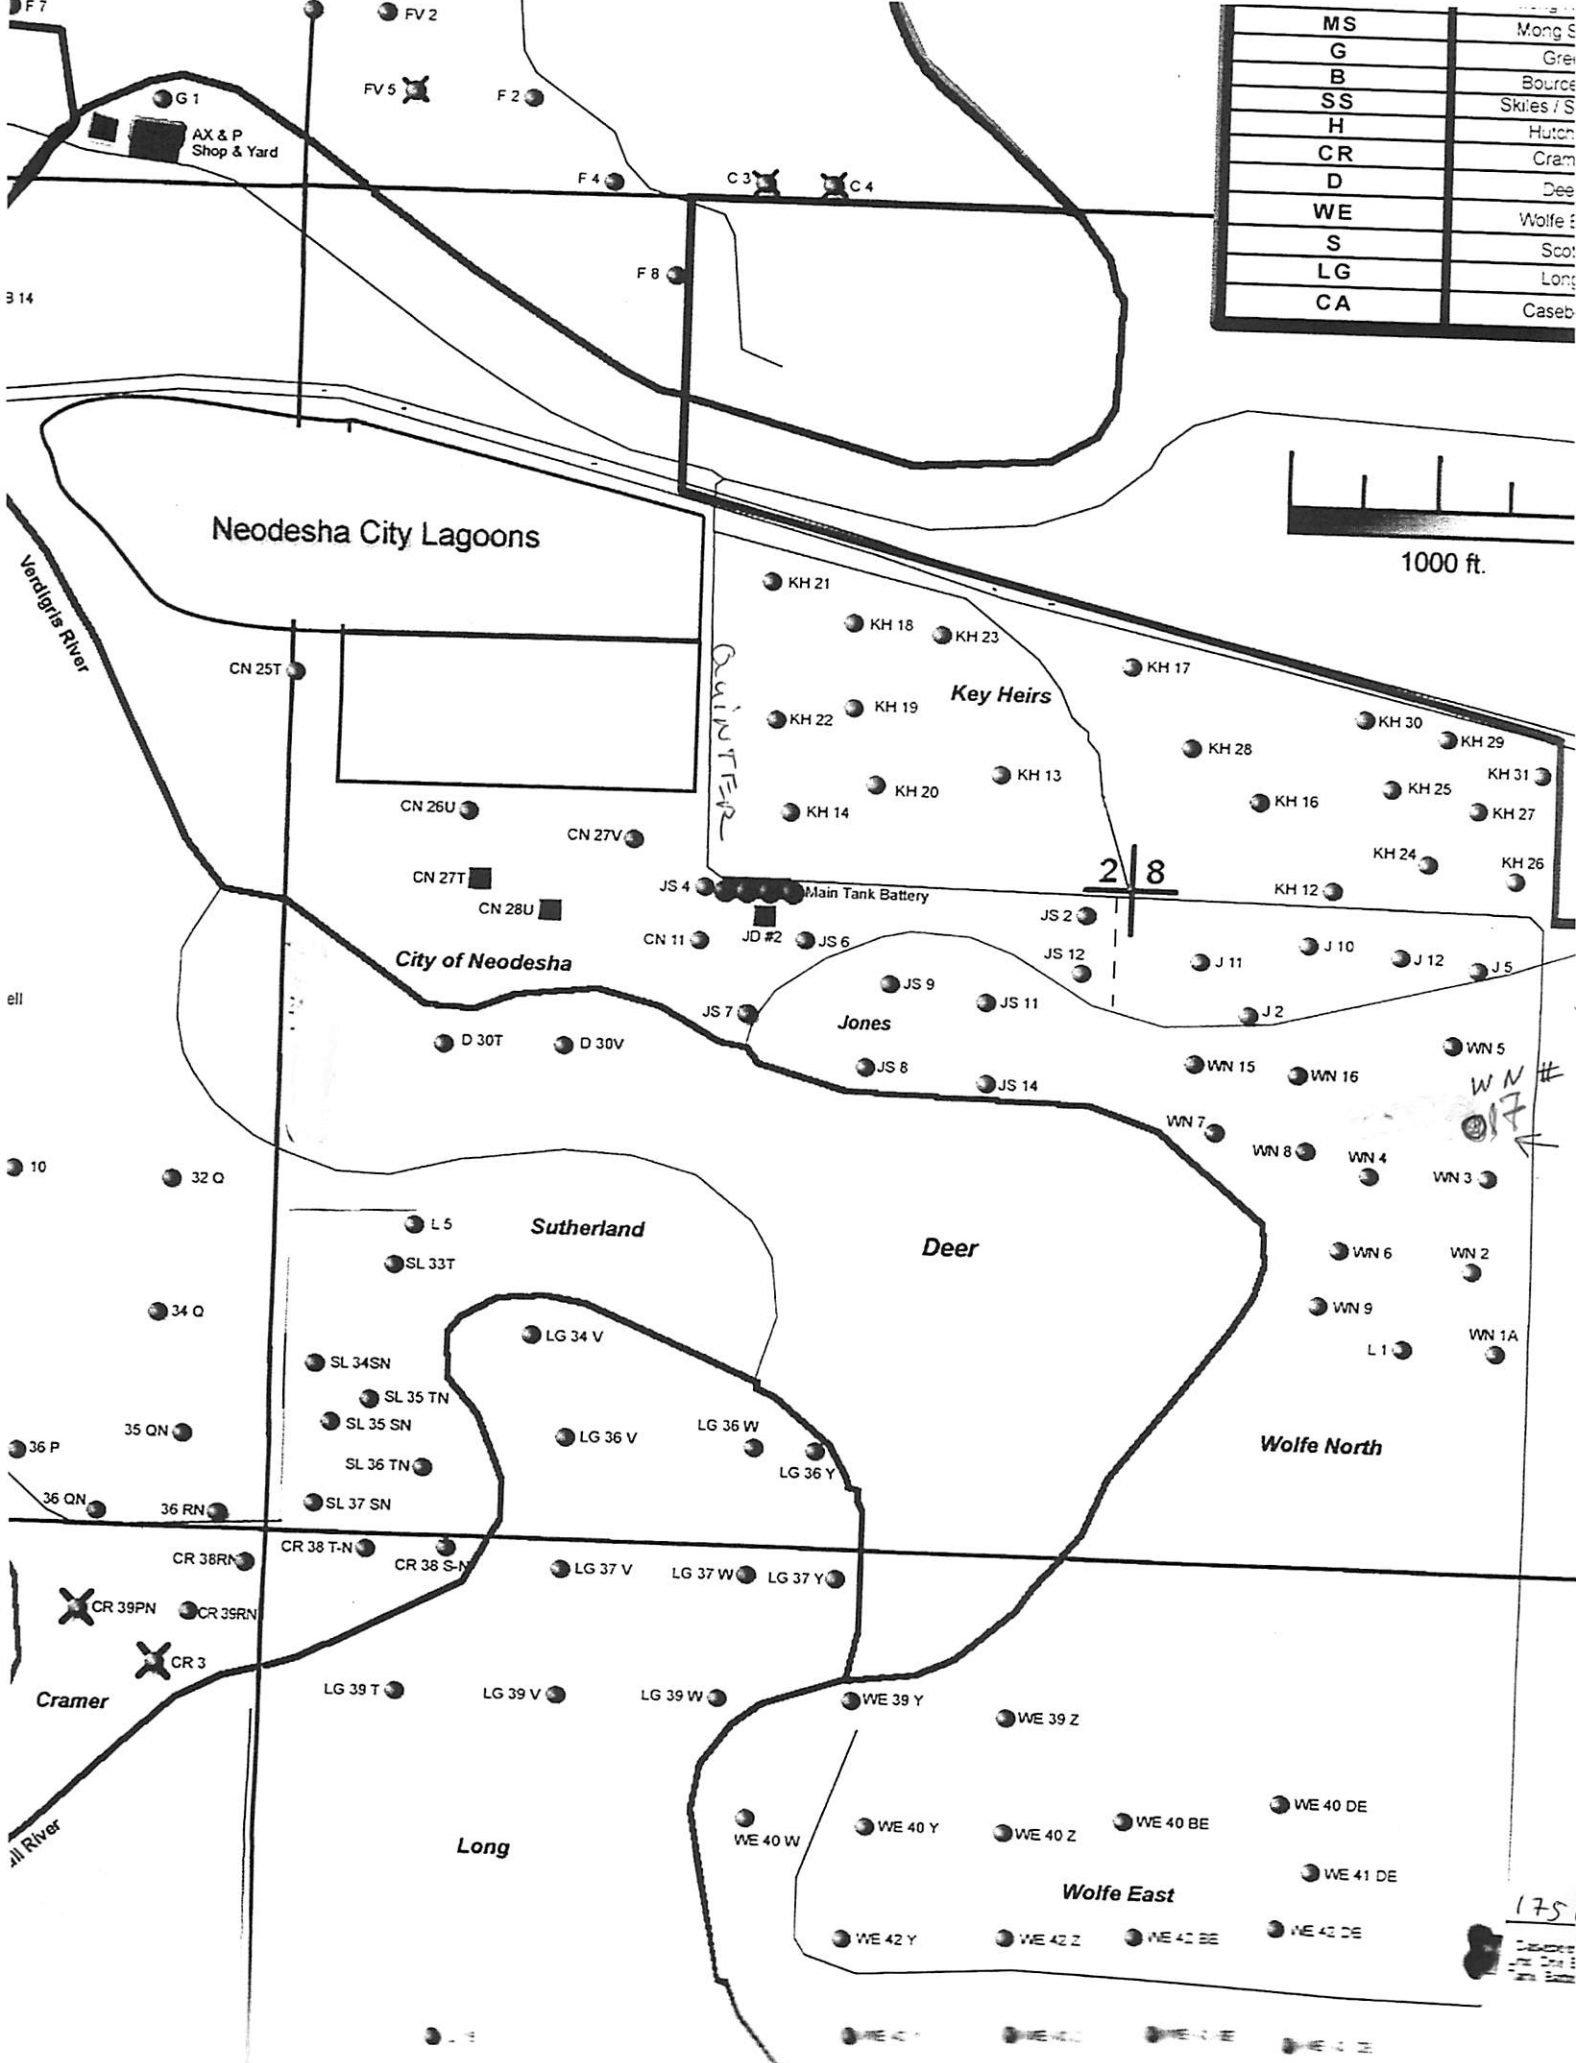 F 7
FV 2
MS
Mong S
G
Gre
FV 5
F 2
B
Bource
G 1
SS
Skiles / S
AX & P
Shop & Yard
H
Hutch
CR
Cram
F 4
C 3
C 4
D
Dee
WE
Wolfe E
S
Sco
F 8
LG
Long
B 14
CA
Caseb
Neodesha City Lagoons
1000 ft.
Verdigris River
KH 21
KH 18
KH 23
CN 25T
QUINTER
KH 17
Key Heirs
KH 19
KH 22
KH 30
KH 29
KH 28
KH 31
KH 13
KH 20
KH 25
KH 16
CN 26U
KH 14
KH 27
CN 27V
KH 24
KH 26
2 8
CN 27T
JS 4
Main Tank Battery
KH 12
CN 28U
JS 2
CN 11
JD #2
JS 6
J 10
JS 12
City of Neodesha
J 11
J 12
J 5
JS 9
ell
JS 11
JS 7
J 2
Jones
D 30T
D 30V
WN 5
JS 8
WN 15
WN 16
JS 14
WN #
17
WN 7
WN 8
WN 4
10
32 Q
WN 3
L 5
Sutherland
Deer
SL 33T
WN 6
WN 2
34 Q
WN 9
LG 34 V
WN 1A
L 1
SL 34SN
SL 35 TN
SL 35 SN
LG 36 W
35 QN
LG 36 V
36 P
Wolfe North
SL 36 TN
LG 36 Y
36 QN
SL 37 SN
36 RN
CR 38RN
CR 38 T-N
CR 38 S-N
LG 37 V
LG 37 W
LG 37 Y
CR 39PN
CR 39RN
CR 3
LG 39 T
LG 39 V
LG 39 W
WE 39 Y
Cramer
WE 39 Z
WE 40 DE
WE 40 W
WE 40 Y
WE 40 Z
WE 40 BE
River
Long
WE 41 DE
Wolfe East
175
WE 42 Y
WE 42 Z
WE 42 BE
WE 42 DE